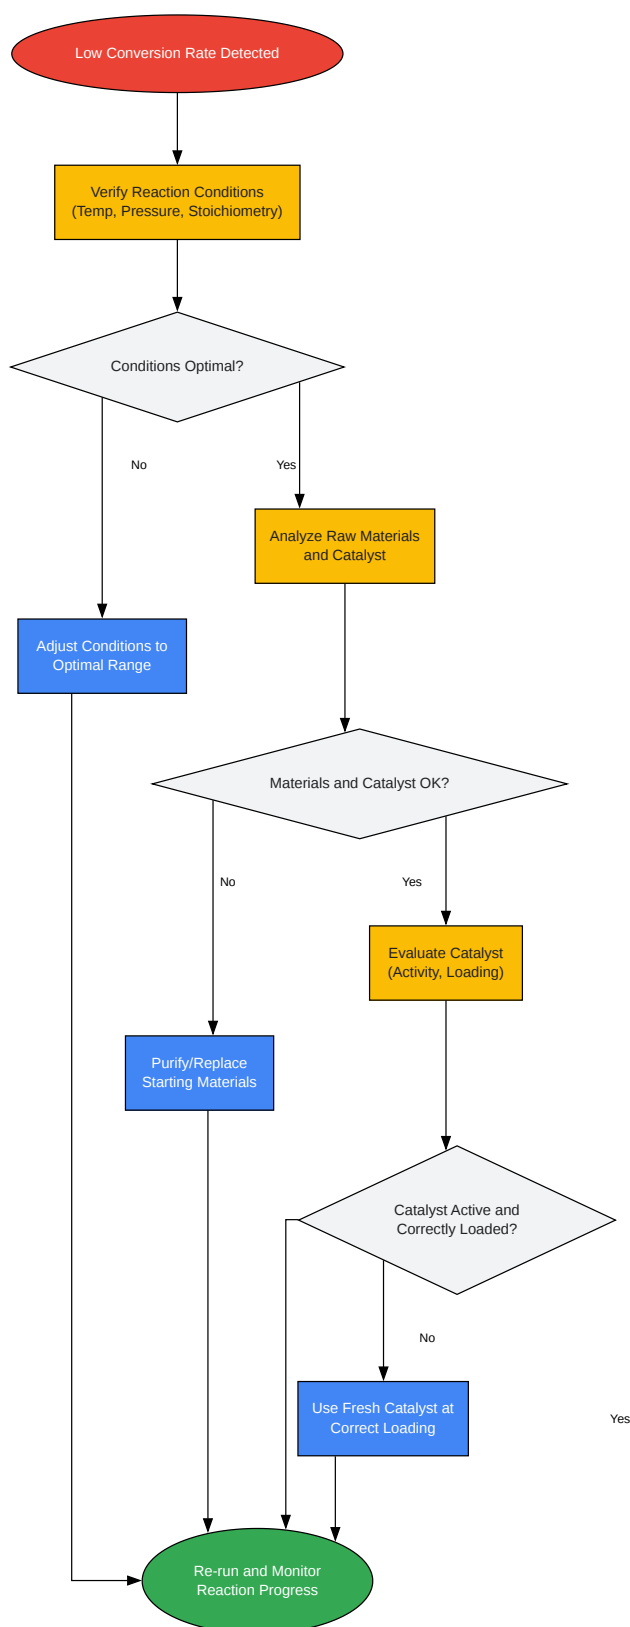 Low Conversion Rate Detected
Verify Reaction Conditions
(Temp, Pressure, Stoichiometry)
Conditions Optimal?
No
Yes
Analyze Raw Materials
and Catalyst
Adjust Conditions to
Optimal Range
Materials and Catalyst OK?
No
Yes
Evaluate Catalyst
(Activity, Loading)
Purify/Replace
Starting Materials
Catalyst Active and
Correctly Loaded?
No
Use Fresh Catalyst at
Correct Loading
Yes
Re-run and Monitor
Reaction Progress